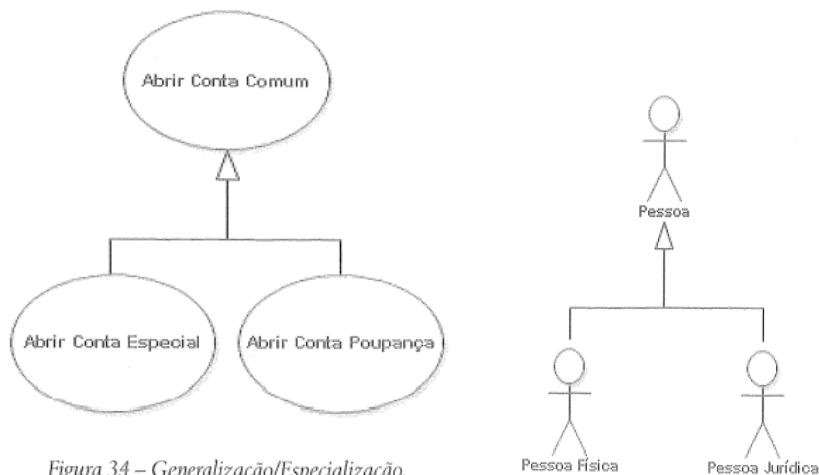 Abrir Conta Comum
Abrir Conta Especial
Abrir Conta Poupança
Figura 34 – Generalização/Especialização.
Pessoa
Pessoa Física
Pessoa Jurídica